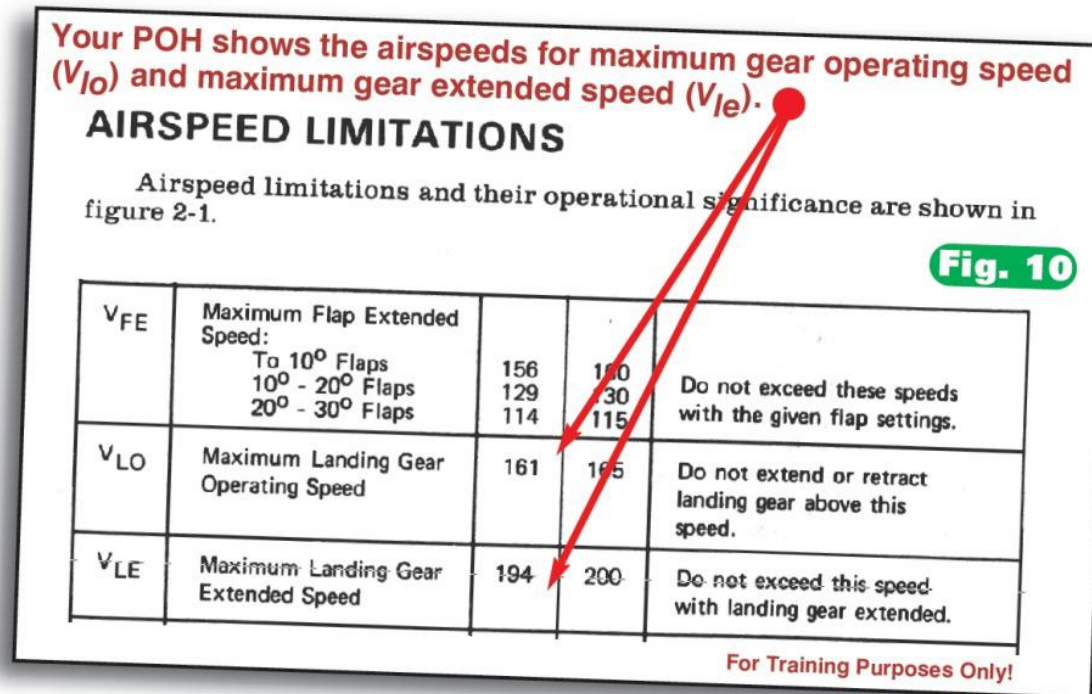 Your POH shows the airspeeds for maximum gear operating speed
(Vlo) and maximum gear extended speed (Vle).
AIRSPEED LIMITATIONS
Airspeed limitations and their operational significance are shown in
figure 2-1.
Fig. 10
VFE Maximum Flap Extended
Speed:
To 10° Flaps 156 160
10° - 20° Flaps 129 130 Do not exceed these speeds
20° - 30° Flaps 114 115 with the given flap settings.
VLO Maximum Landing Gear 161 165 Do not extend or retract
Operating Speed landing gear above this
speed.
VLE Maximum Landing Gear 194 200 Do not exceed this speed
Extended Speed with landing gear extended.
For Training Purposes Only!